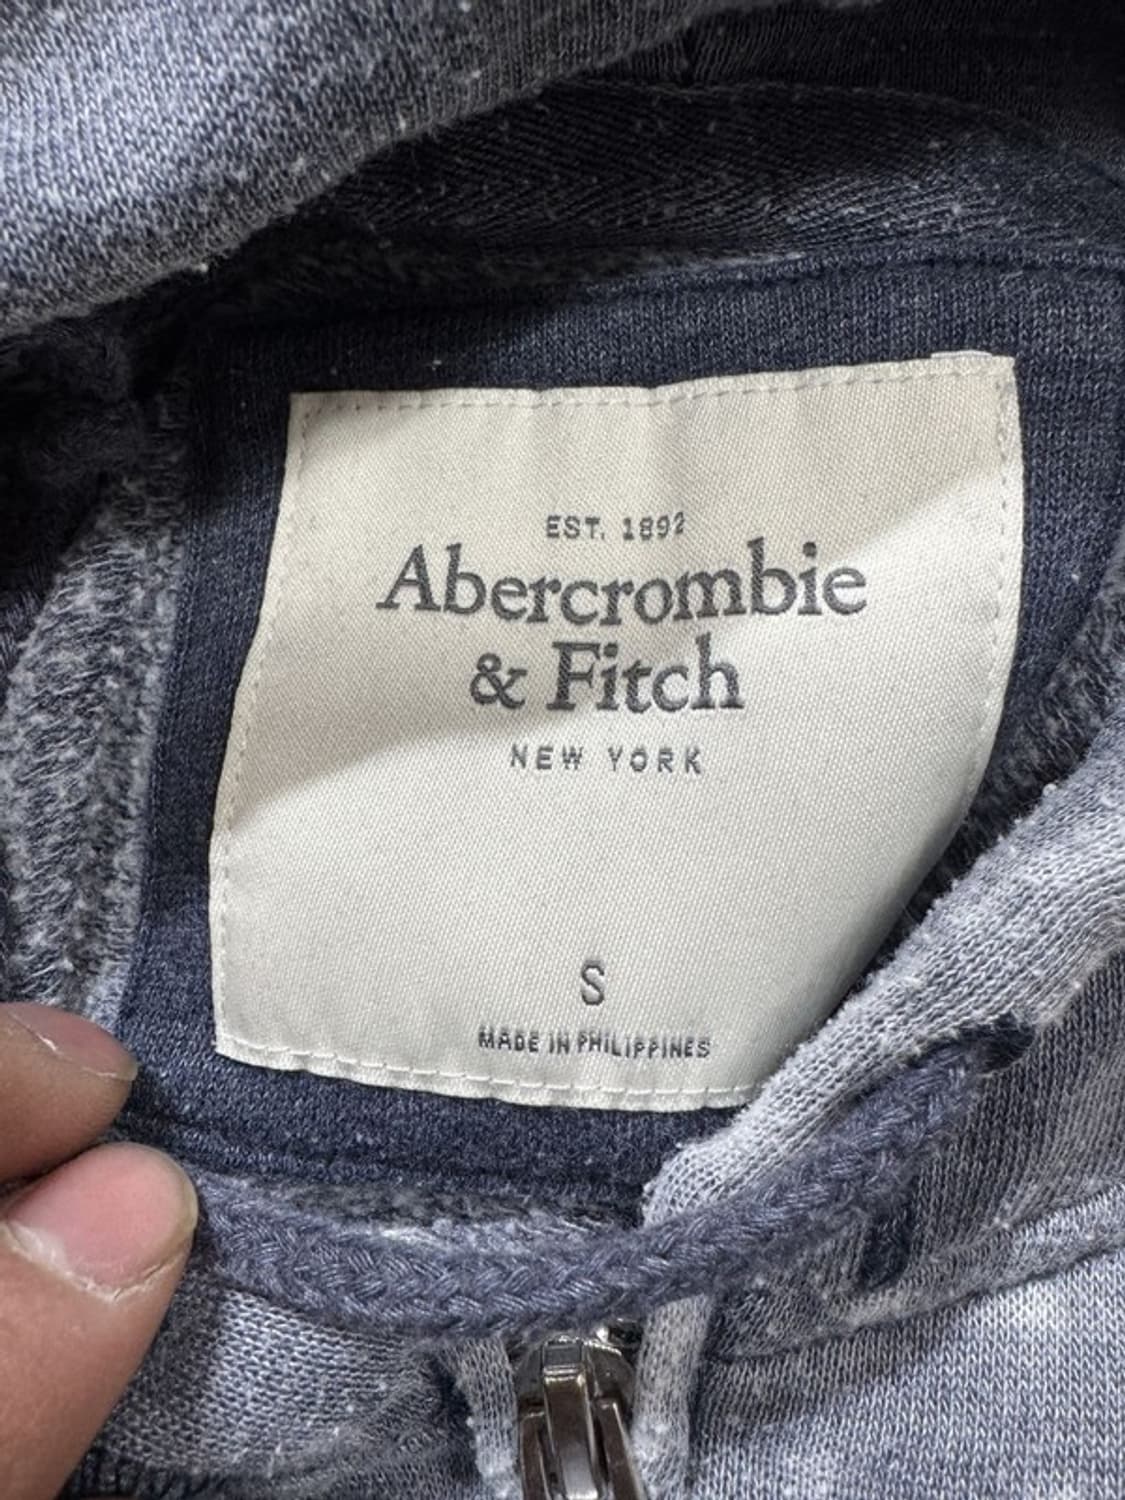 EST. 1892
Abercrombie
& Fitch
NEW YORK
S
MADE IN PHILIPPINES